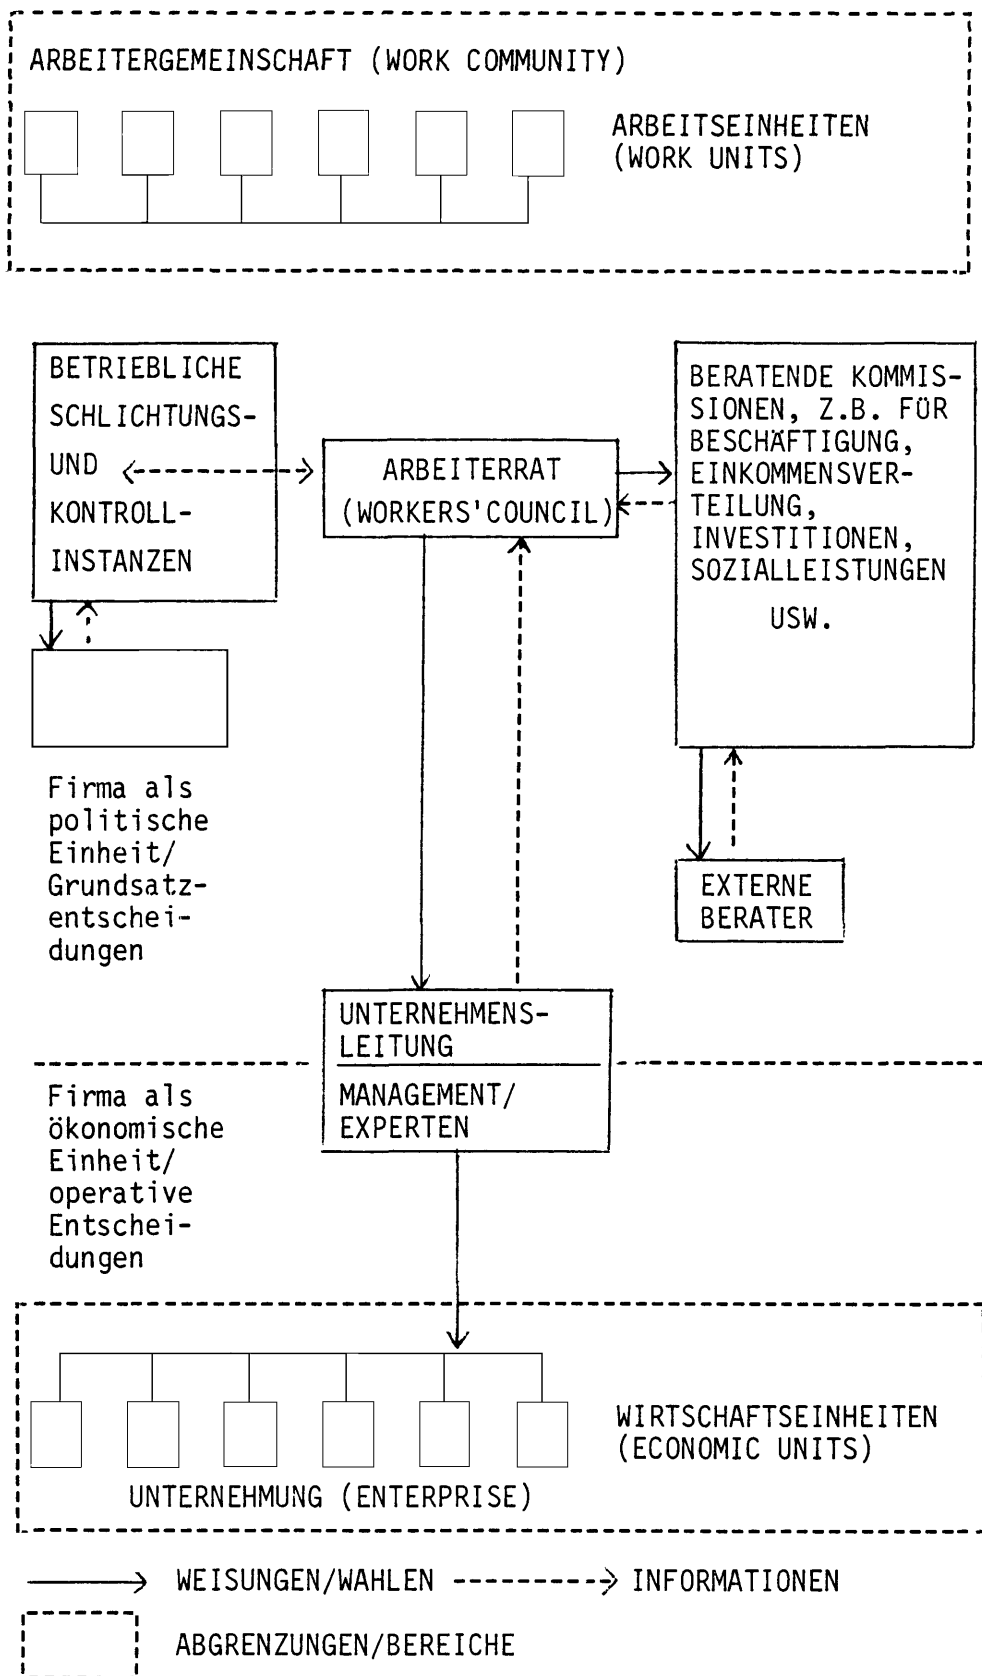 ARBEITERGEMEINSCHAFT (WORK COMMUNITY)
ARBEITSEINHEITEN
(WORK UNITS)
BETRIEBLICHE
SCHLICHTUNGS-
UND
KONTROLL-
INSTANZEN
ARBEITERRAT
(WORKERS'COUNCIL)
BERATENDE KOMMIS-
SIONEN, Z.B. FÜR
BESCHÄFTIGUNG,
EINKOMMENSVER-
TEILUNG,
INVESTITIONEN,
SOZIALLEISTUNGEN
USW.
Firma als
politische
Einheit/
Grundsatz-
entschei-
dungen
EXTERNE
BERATER
UNTERNEHMENS-
LEITUNG
MANAGEMENT/
EXPERTEN
Firma als
ökonomische
Einheit/
operative
Entschei-
dungen
WIRTSCHAFTSEINHEITEN
(ECONOMIC UNITS)
UNTERNEHMUNG (ENTERPRISE)
WEISUNGEN/WAHLEN
INFORMATIONEN
ABGRENZUNGEN/BEREICHE